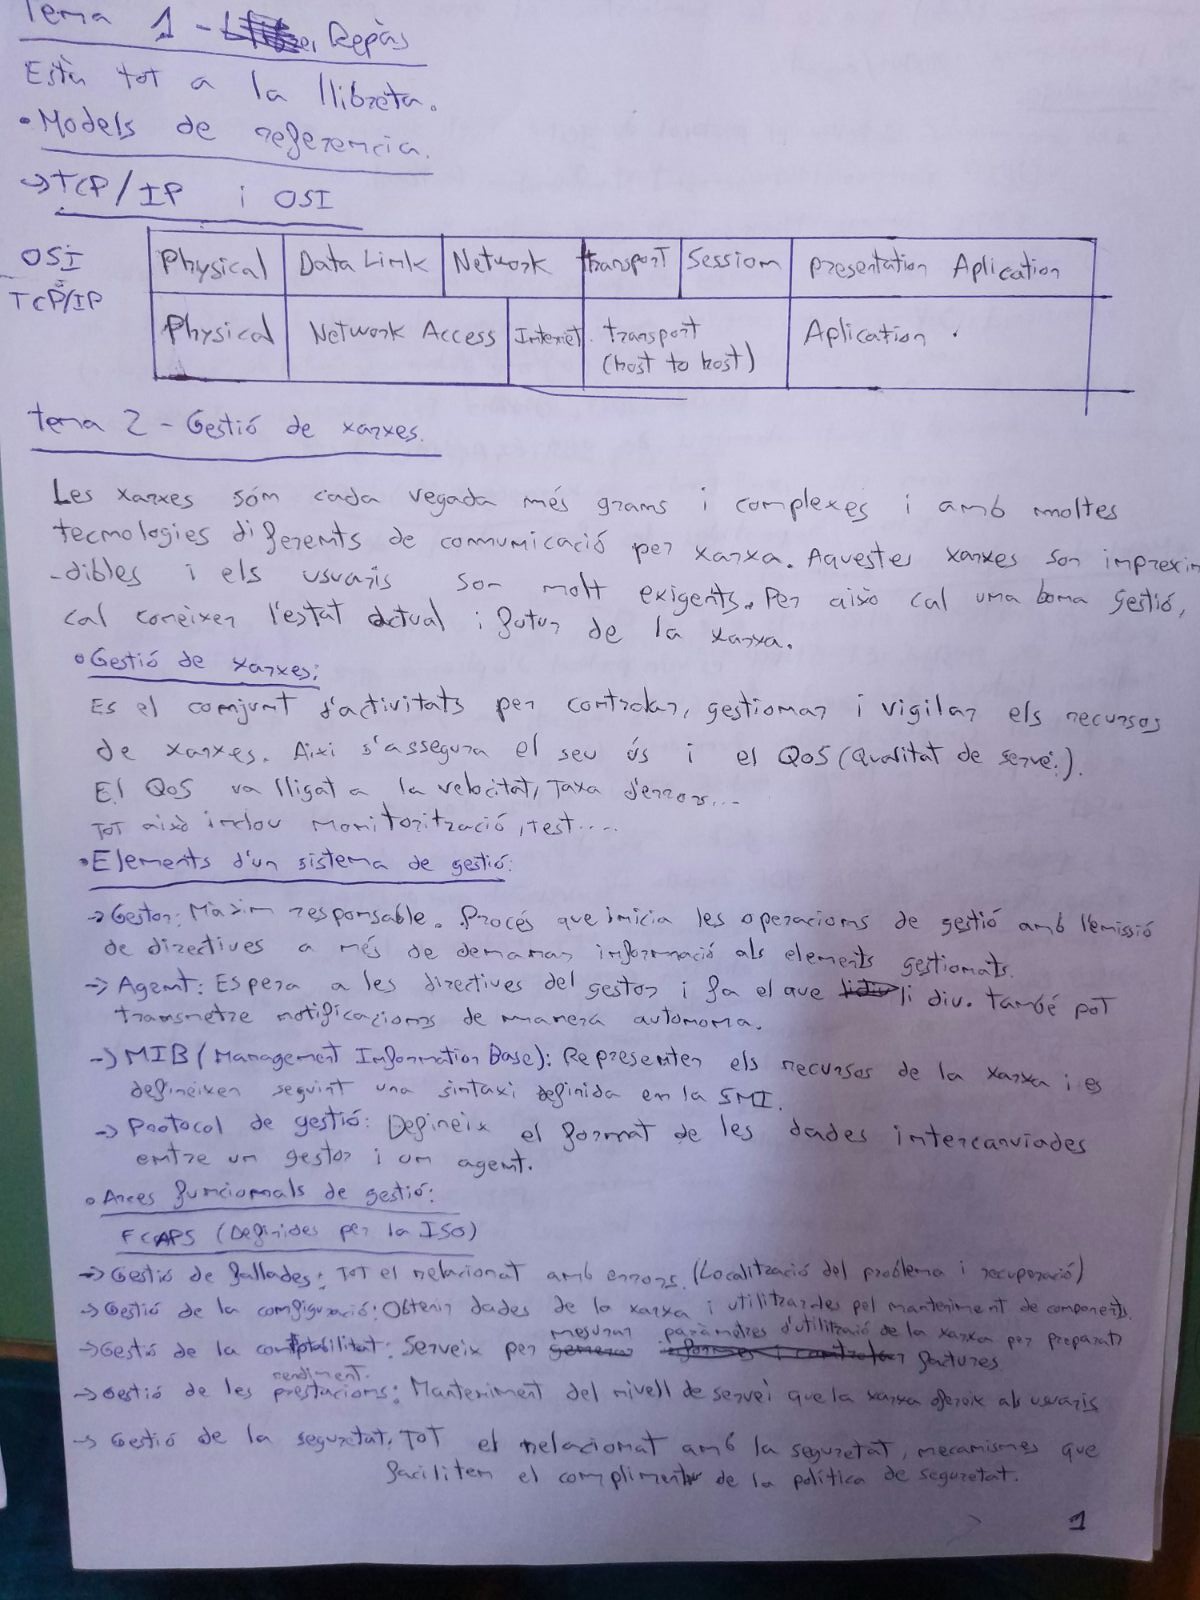 Tema 1 - Repàs
Està tot a la llibreta.
• Models de referencia.
→ TCP/IP i OSI
OSI Physical Data Link Network transport Session presentation Aplication
TCP/IP Physical Network Access Internet transport (host to host) Aplication
tema 2 - Gestió de xarxes.
Les xarxes són cada vegada més grans i complexes i amb moltes
tecnologies diferents de comunicació per xarxa. Aquestes xarxes son imprexin
-dibles i els usuaris son molt exigents. Per això cal una bona gestió,
cal coneixer l'estat actual i futur de la xarxa.
• Gestió de xarxes:
Es el conjunt d'activitats per controlar, gestionar i vigilar els recursos
de xarxes. Aixi s'assegura el seu ús i el QoS (Qualitat de servei).
El QoS va lligat a la velocitat, Taxa d'errors...
Tot això inclou Monitorització, test....
• Elements d'un sistema de gestió:
→ Gestor: Màxim responsable. Procés que inicia les operacions de gestió amb l'emissió
de directives a més de demanar informació als elements gestionats.
→ Agent: Espera a les directives del gestor i fa el que li diu. També pot
transmetre notificacions de manera autonoma.
→ MIB (Management Information Base): Representen els recursos de la xarxa i es
defineixen seguint una sintaxi definida en la SMI.
→ Protocol de gestió: Defineix el format de les dades intercanviades
entre un gestor i un agent.
• Arees funcionals de gestió:
FCAPS (Definides per la ISO)
→ Gestió de fallades: Tot el relacionat amb errors. (Localització del problema i recuperació)
→ Gestió de la configuració: Obtenir dades de la xarxa i utilitzarles pel manteniment de components.
→ Gestió de la comptabilitat: Serveix per mesurar paràmetres d'utilització de la xarxa per preparar factures
→ Gestió de les prestacions: rendiment. Manteniment del nivell de servei que la xarxa ofereix als usuaris
→ Gestió de la seguretat. Tot el relacionat amb la seguretat, mecanismes que
faciliten el compliment de la política de seguretat.
1